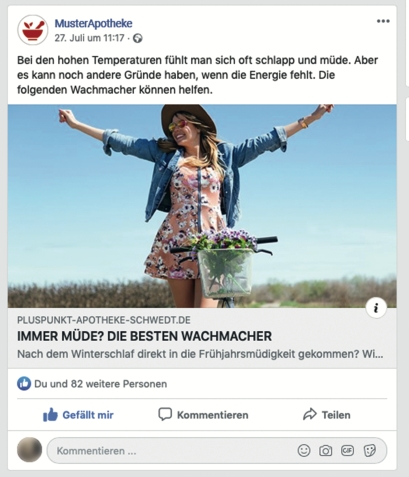 MusterApotheke
27. Juli um 11:17 ·
Bei den hohen Temperaturen fühlt man sich oft schlapp und müde. Aber
es kann noch andere Gründe haben, wenn die Energie fehlt. Die
folgenden Wachmacher können helfen.
i
PLUSPUNKT-APOTHEKE-SCHWEDT.DE
IMMER MÜDE? DIE BESTEN WACHMACHER
Nach dem Winterschlaf direkt in die Frühjahrsmüdigkeit gekommen? Wi...
Du und 82 weitere Personen
Gefällt mir Kommentieren Teilen
Kommentieren ... GIF